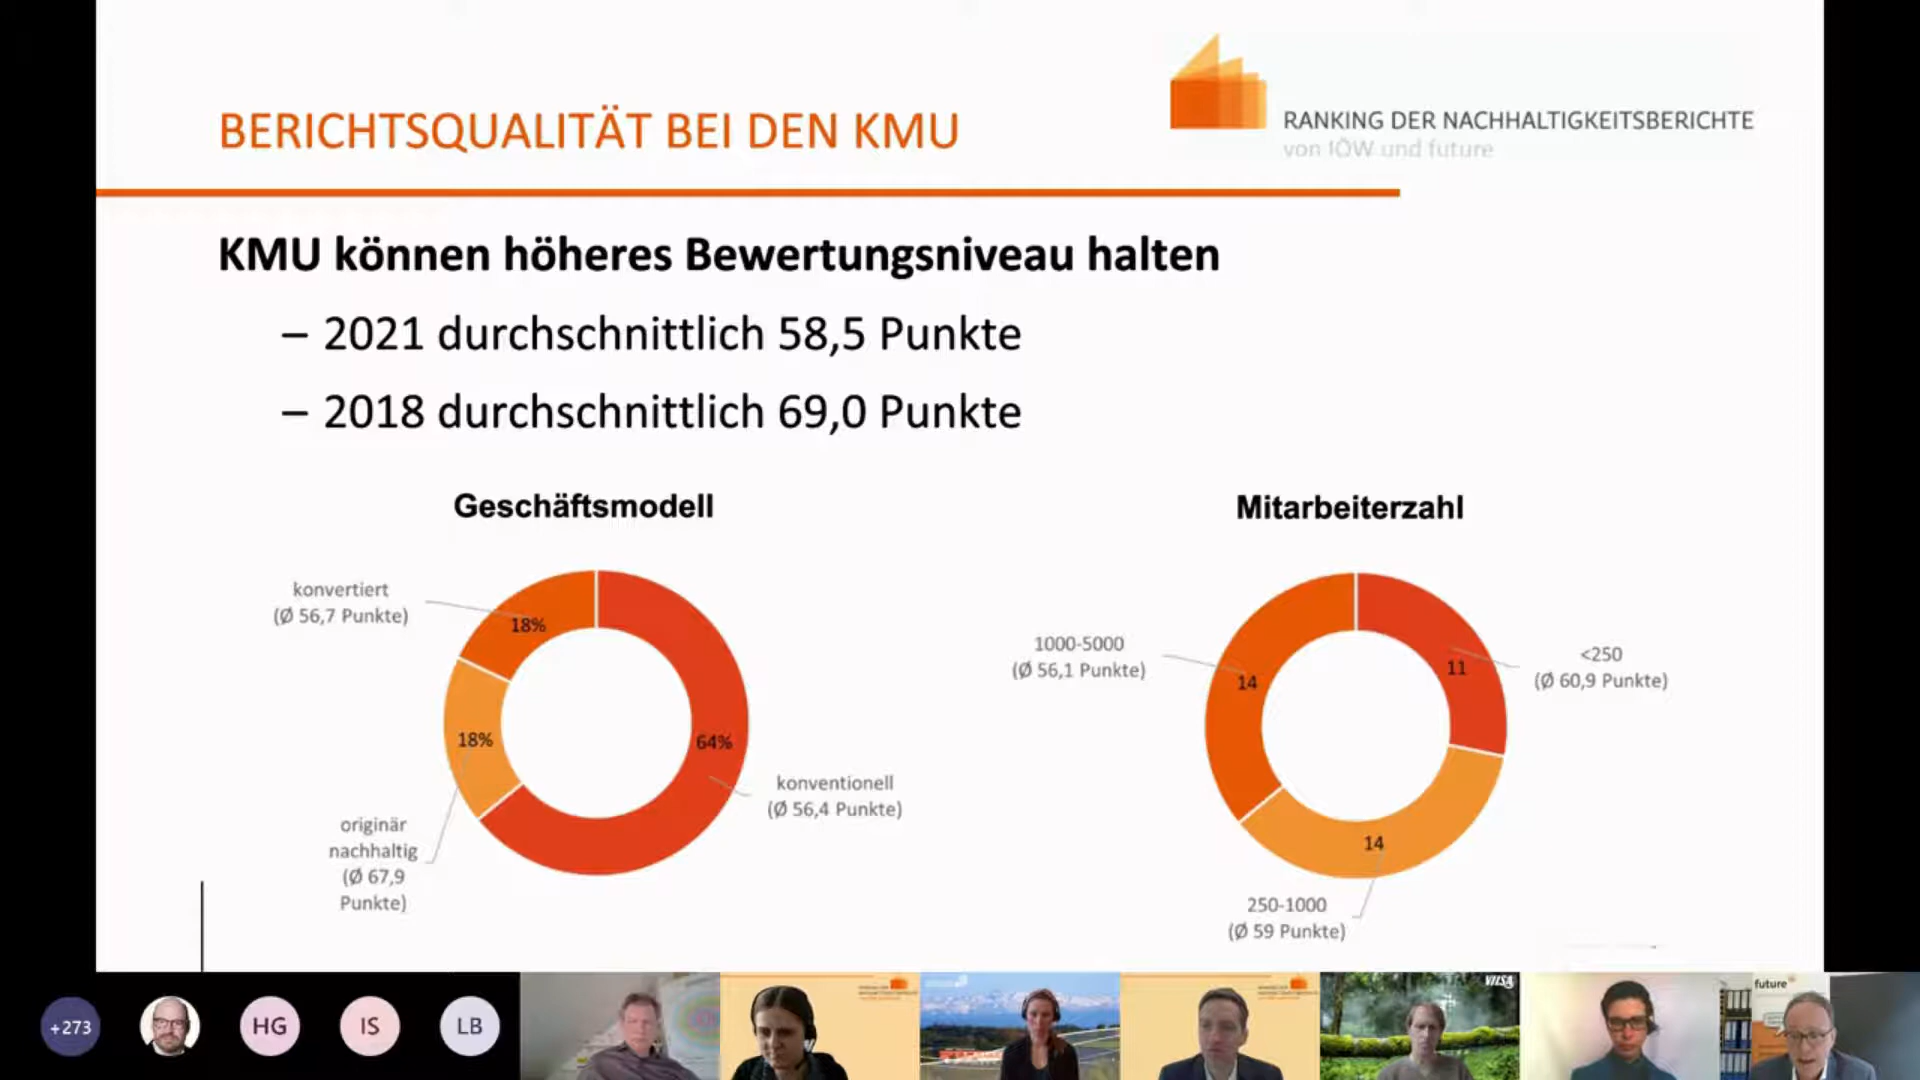 RANKING DER NACHHALTIGKEITSBERICHTE
von IÖW und future
BERICHTSQUALITÄT BEI DEN KMU
KMU können höheres Bewertungsniveau halten
– 2021 durchschnittlich 58,5 Punkte
– 2018 durchschnittlich 69,0 Punkte
Geschäftsmodell
konvertiert
(Ø 56,7 Punkte)
18%
18%
64%
konventionell
(Ø 56,4 Punkte)
originär
nachhaltig
(Ø 67,9
Punkte)
Mitarbeiterzahl
1000-5000
(Ø 56,1 Punkte)
14
11
<250
(Ø 60,9 Punkte)
14
250-1000
(Ø 59 Punkte)
+273
HG
IS
LB
future